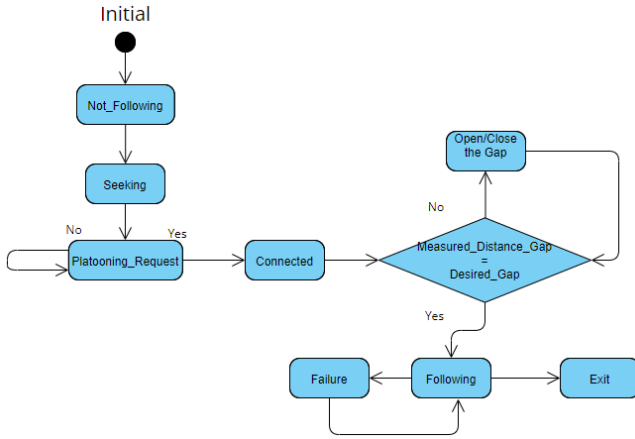 Initial
Not_Following
Seeking
No
Yes
Platooning_Request
Connected
Open/Close
the Gap
No
Measured_Distance_Gap
=
Desired_Gap
Yes
Failure
Following
Exit